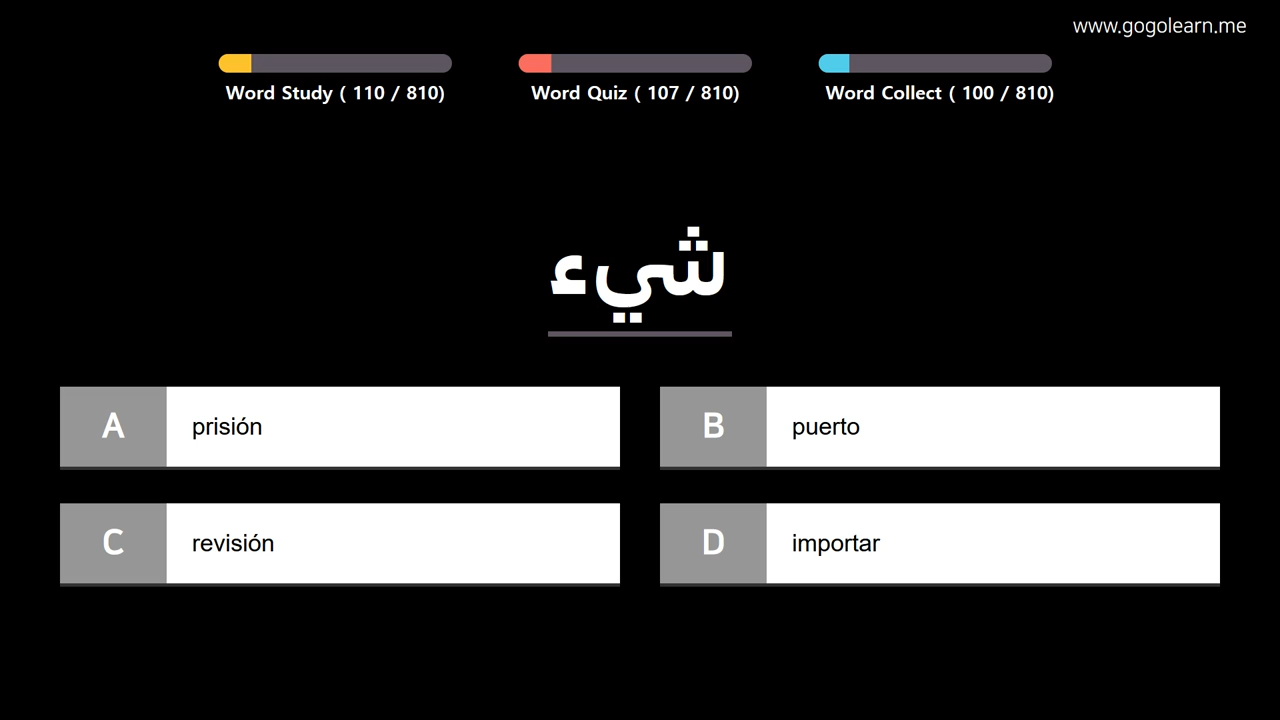 www.gogolearn.me
Word Study ( 110 / 810)
Word Quiz ( 107 / 810)
Word Collect ( 100 / 810)
شيء
A prisión
B puerto
C revisión
D importar